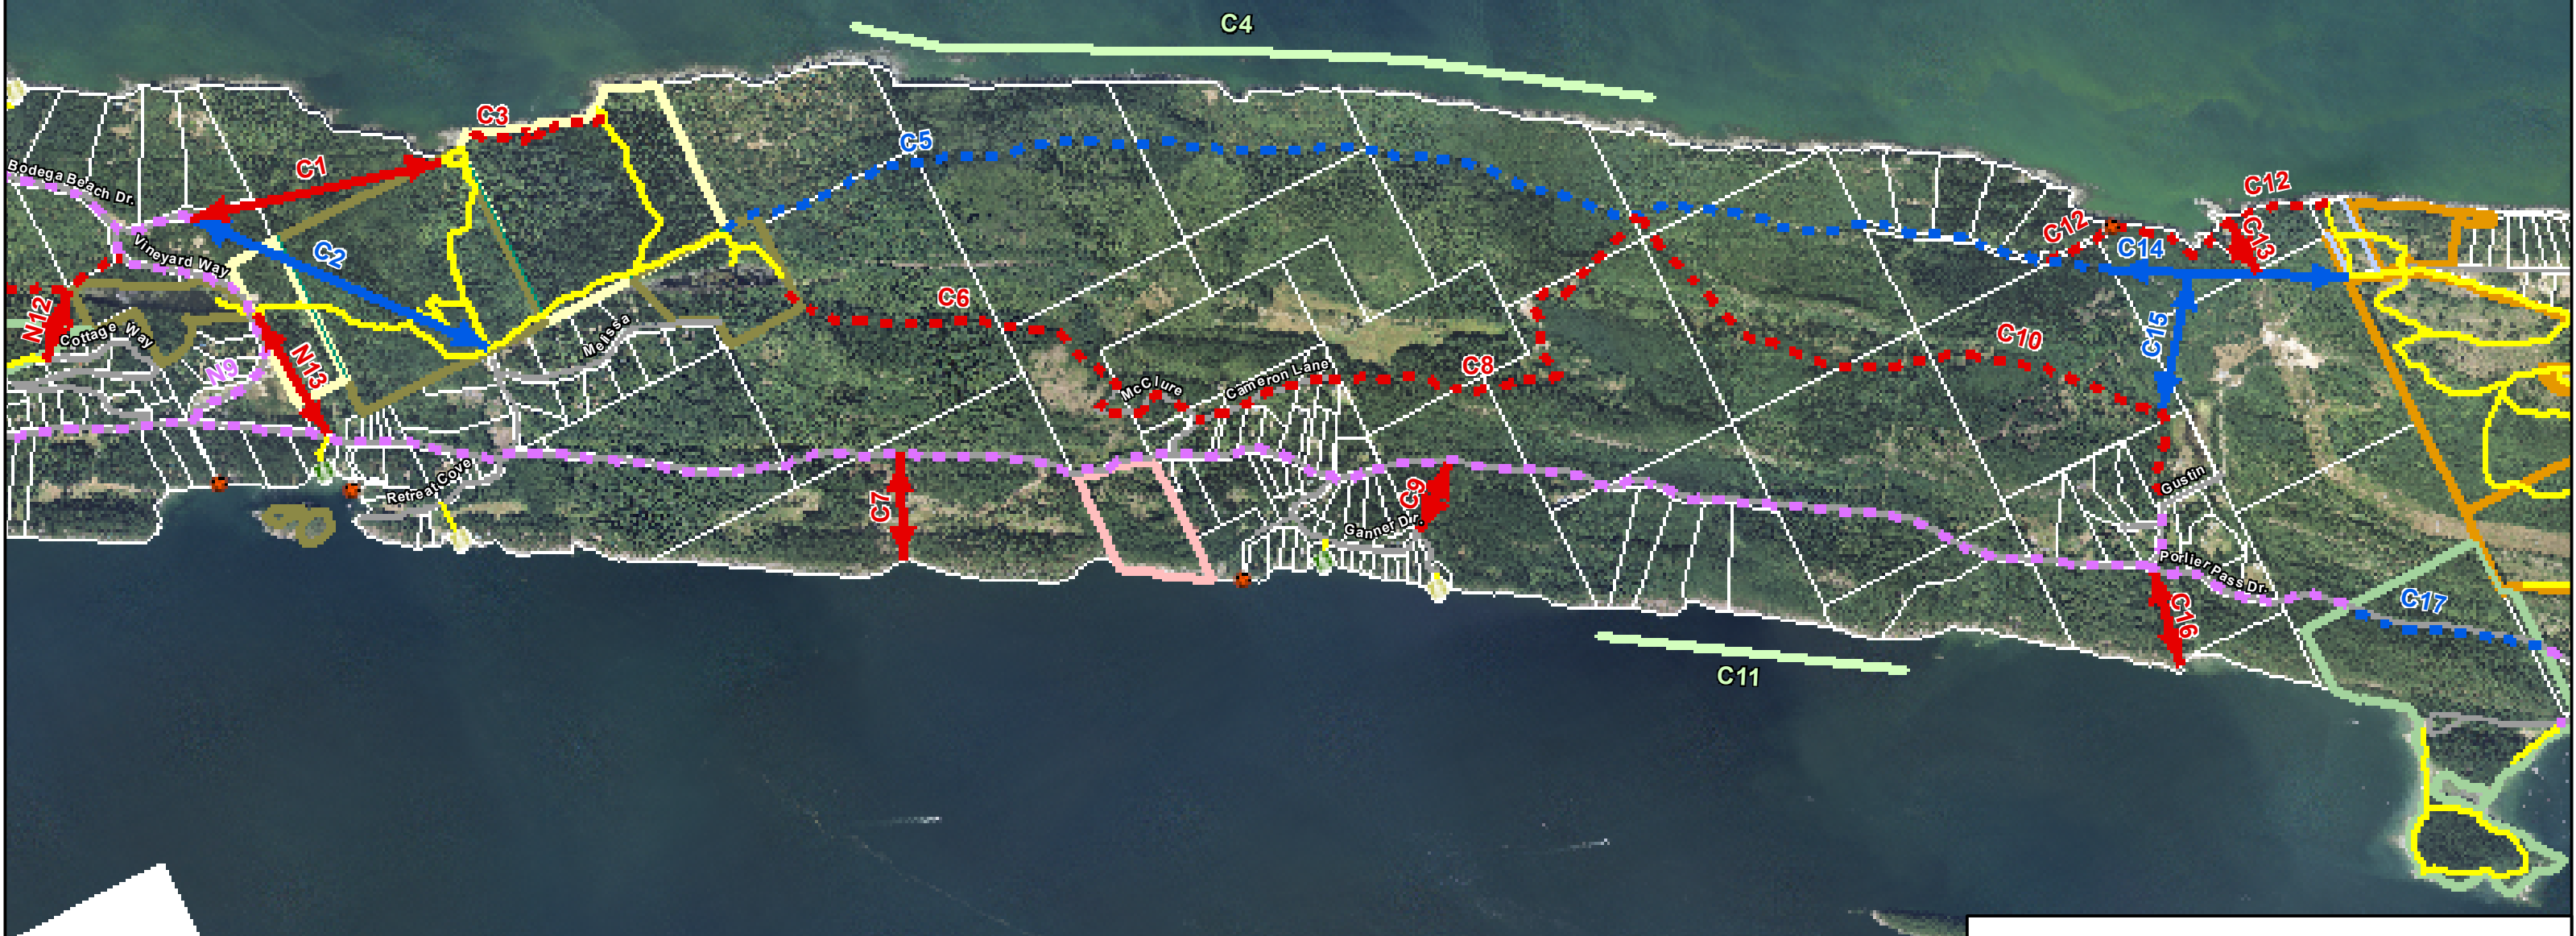 C4
C3
C5
C1
Bodega Beach Dr.
C12
C12
C13
C14
Vineyard Way
C2
C6
N12
Cottage Way
Melissa
C15
C10
N9
N13
McClure
Cameron Lane
C8
Retreat Cove
C7
C9
Ganner Dr.
Gustin
Porlier Pass Dr.
C16
C17
C11